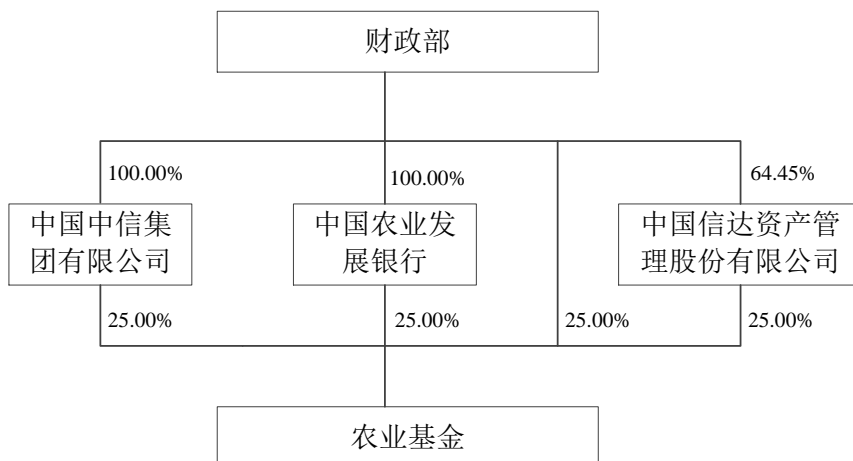 财政部
100.00%
100.00%
64.45%
中国中信集
团有限公司
中国农业发
展银行
中国信达资产管
理股份有限公司
25.00%
25.00%
25.00%
25.00%
农业基金